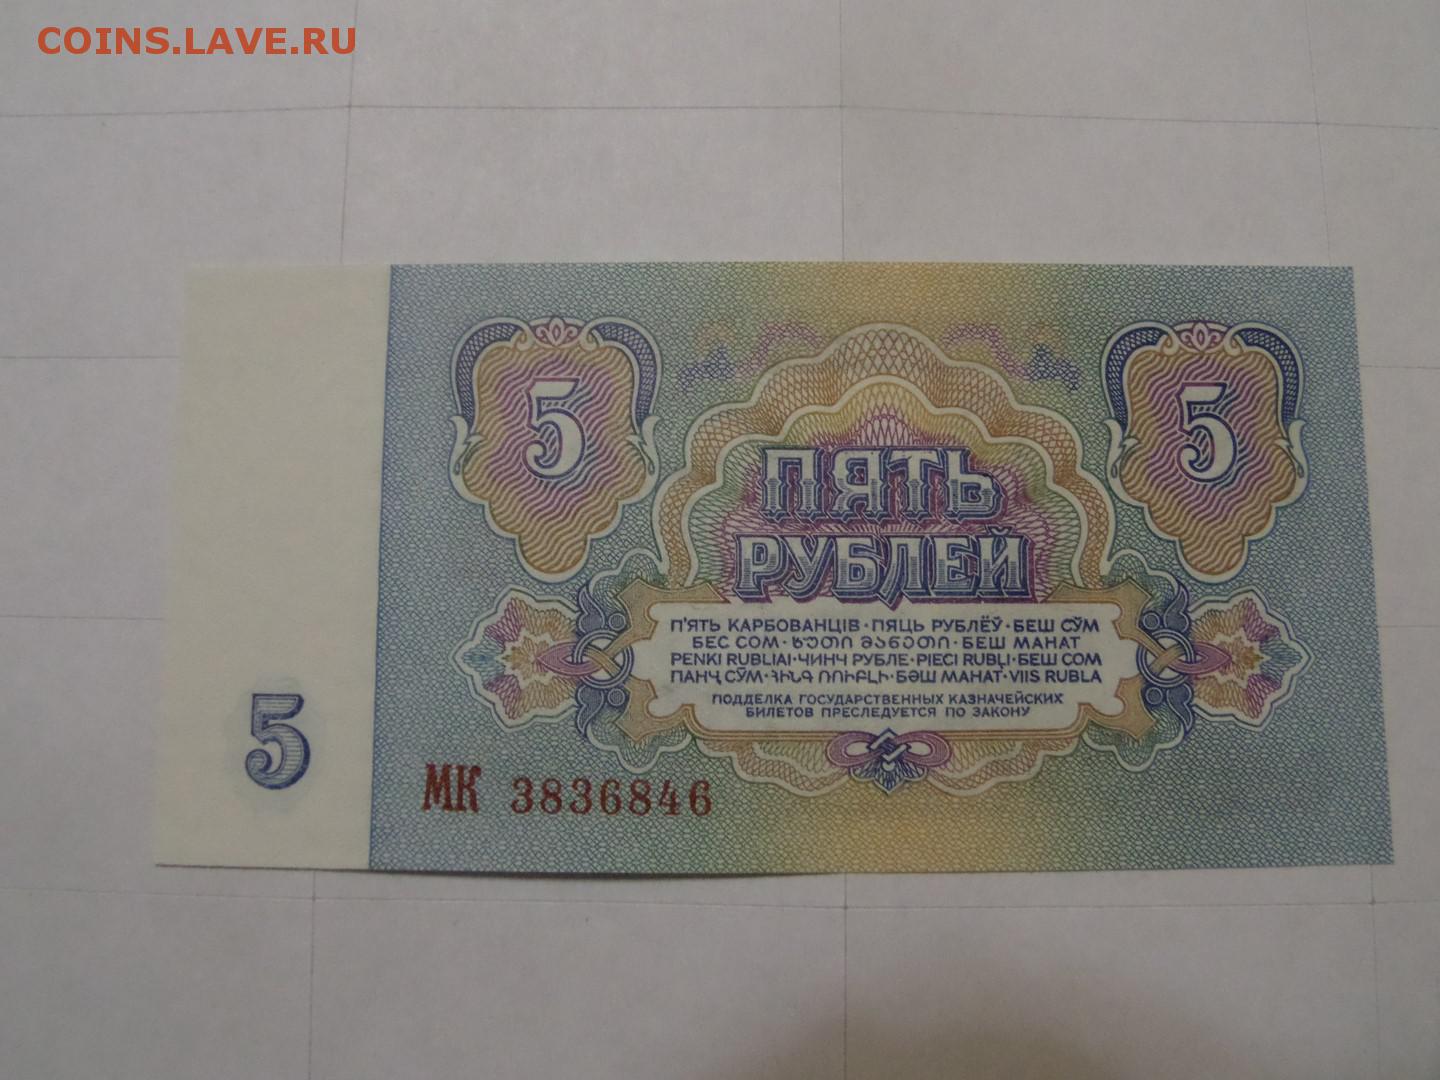 COINS.LAVE.RU
5
5
ПЯТЬ
РУБЛЕЙ
П'ЯТЬ КАРБОВАНЦІВ · ПЯЦЬ РУБЛЁЎ · БЕШ СЎМ
БЕС СОМ · ხუთი მანეთი · БЕШ МАНАТ
PENKI RUBLIAI · ЧИНЧ РУБЛЕ · PIECI RUBĻI · БЕШ СОМ
ПАНҶ СЎМ · ՀԻՆԳ ՌՈՒԲԼԻ · БӘШ МАНАТ · VIIS RUBLA
ПОДДЕЛКА ГОСУДАРСТВЕННЫХ КАЗНАЧЕЙСКИХ
БИЛЕТОВ ПРЕСЛЕДУЕТСЯ ПО ЗАКОНУ
5
МК 3836846